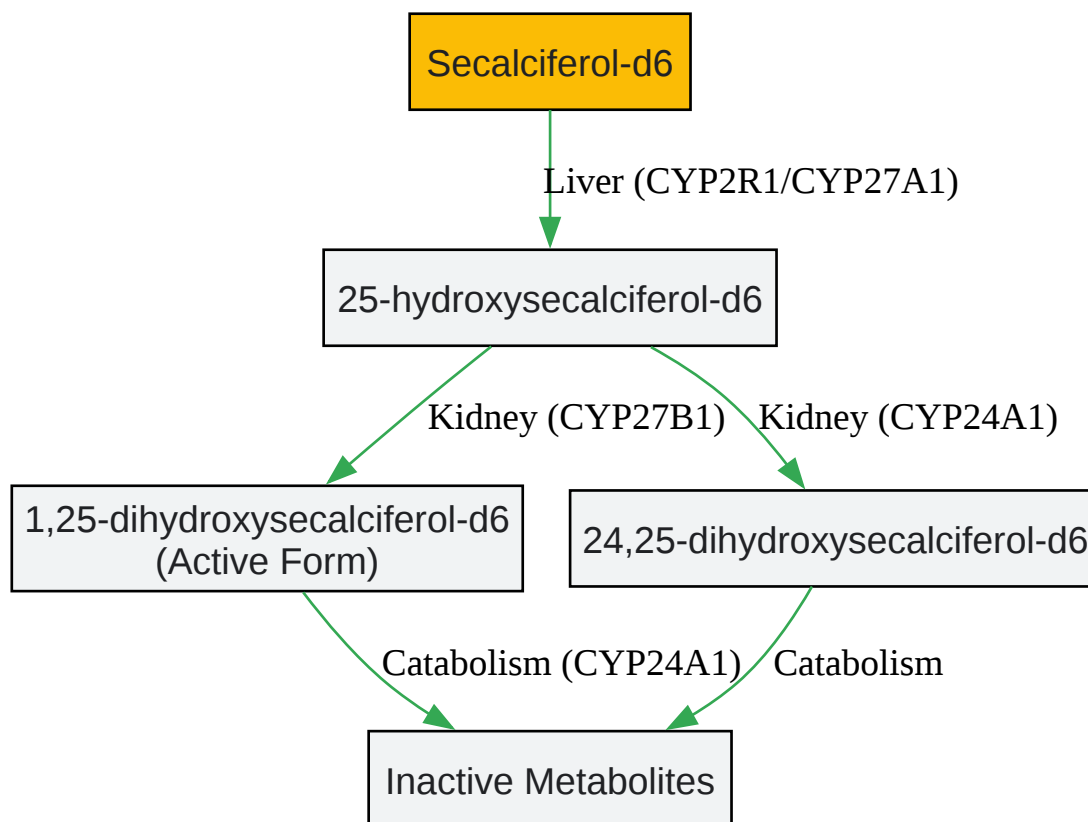 Secalciferol-d6
Liver (CYP2R1/CYP27A1)
25-hydroxysecalciferol-d6
Kidney (CYP27B1)
Kidney (CYP24A1)
1,25-dihydroxysecalciferol-d6
(Active Form)
24,25-dihydroxysecalciferol-d6
Catabolism (CYP24A1)
Catabolism
Inactive Metabolites